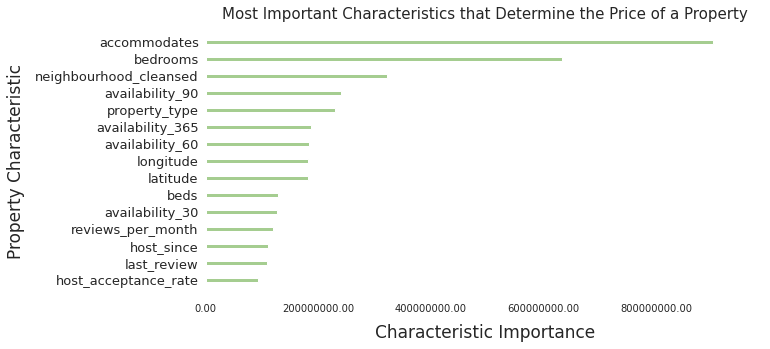 Most Important Characteristics that Determine the Price of a Property
Property Characteristic
accommodates
bedrooms
neighbourhood_cleansed
availability_90
property_type
availability_365
availability_60
longitude
latitude
beds
availability_30
reviews_per_month
host_since
last_review
host_acceptance_rate
0.00 200000000.00 400000000.00 600000000.00 800000000.00
Characteristic Importance